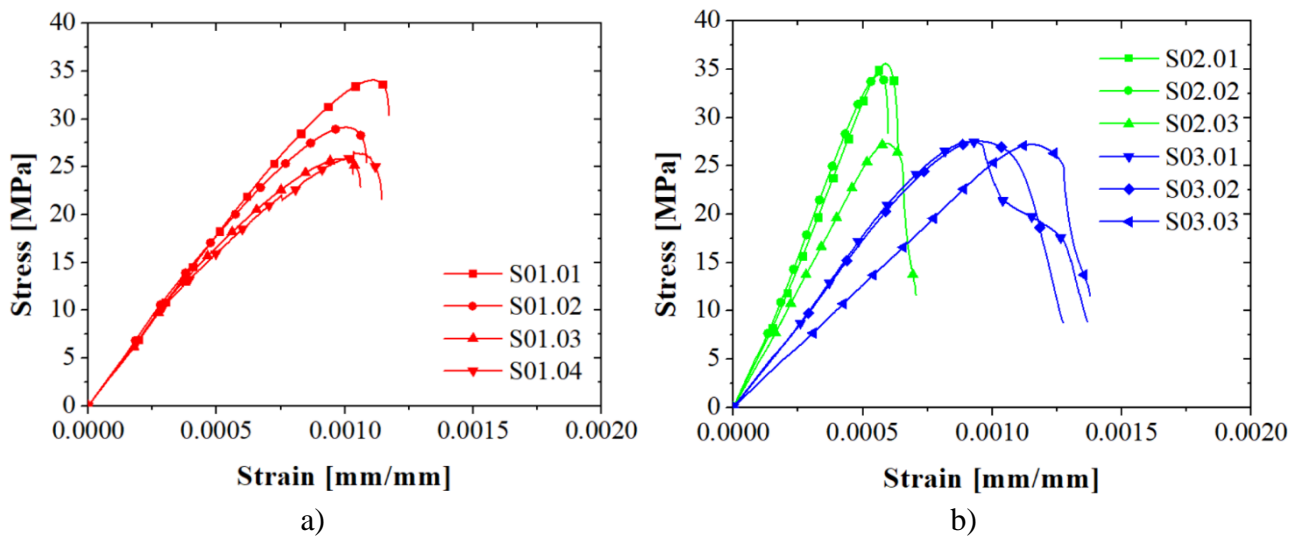 40
35
30
25
20
15
10
5
0
Stress [MPa]
S01.01
S01.02
S01.03
S01.04
0.0000 0.0005 0.0010 0.0015 0.0020
Strain [mm/mm]
a)
40
35
30
25
20
15
10
5
0
Stress [MPa]
S02.01
S02.02
S02.03
S03.01
S03.02
S03.03
0.0000 0.0005 0.0010 0.0015 0.0020
Strain [mm/mm]
b)